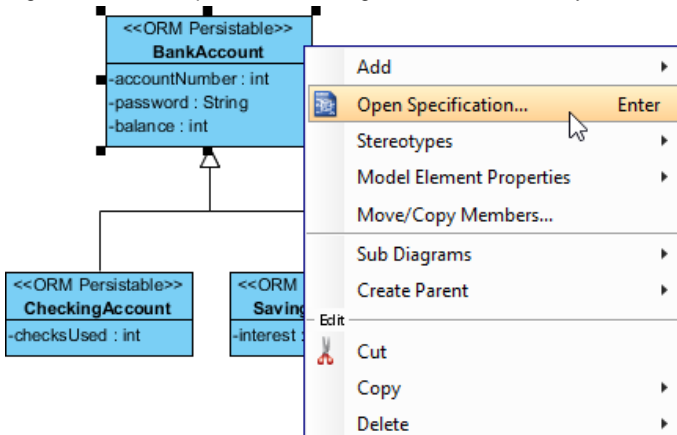 <<ORM Persistable>>
BankAccount
-accountNumber : int
-password : String
-balance : int
<<ORM Persistable>>
CheckingAccount
-checksUsed : int
<<ORM
Saving
-interest :
Add
Open Specification... Enter
Stereotypes
Model Element Properties
Move/Copy Members...
Sub Diagrams
Create Parent
Edit
Cut
Copy
Delete